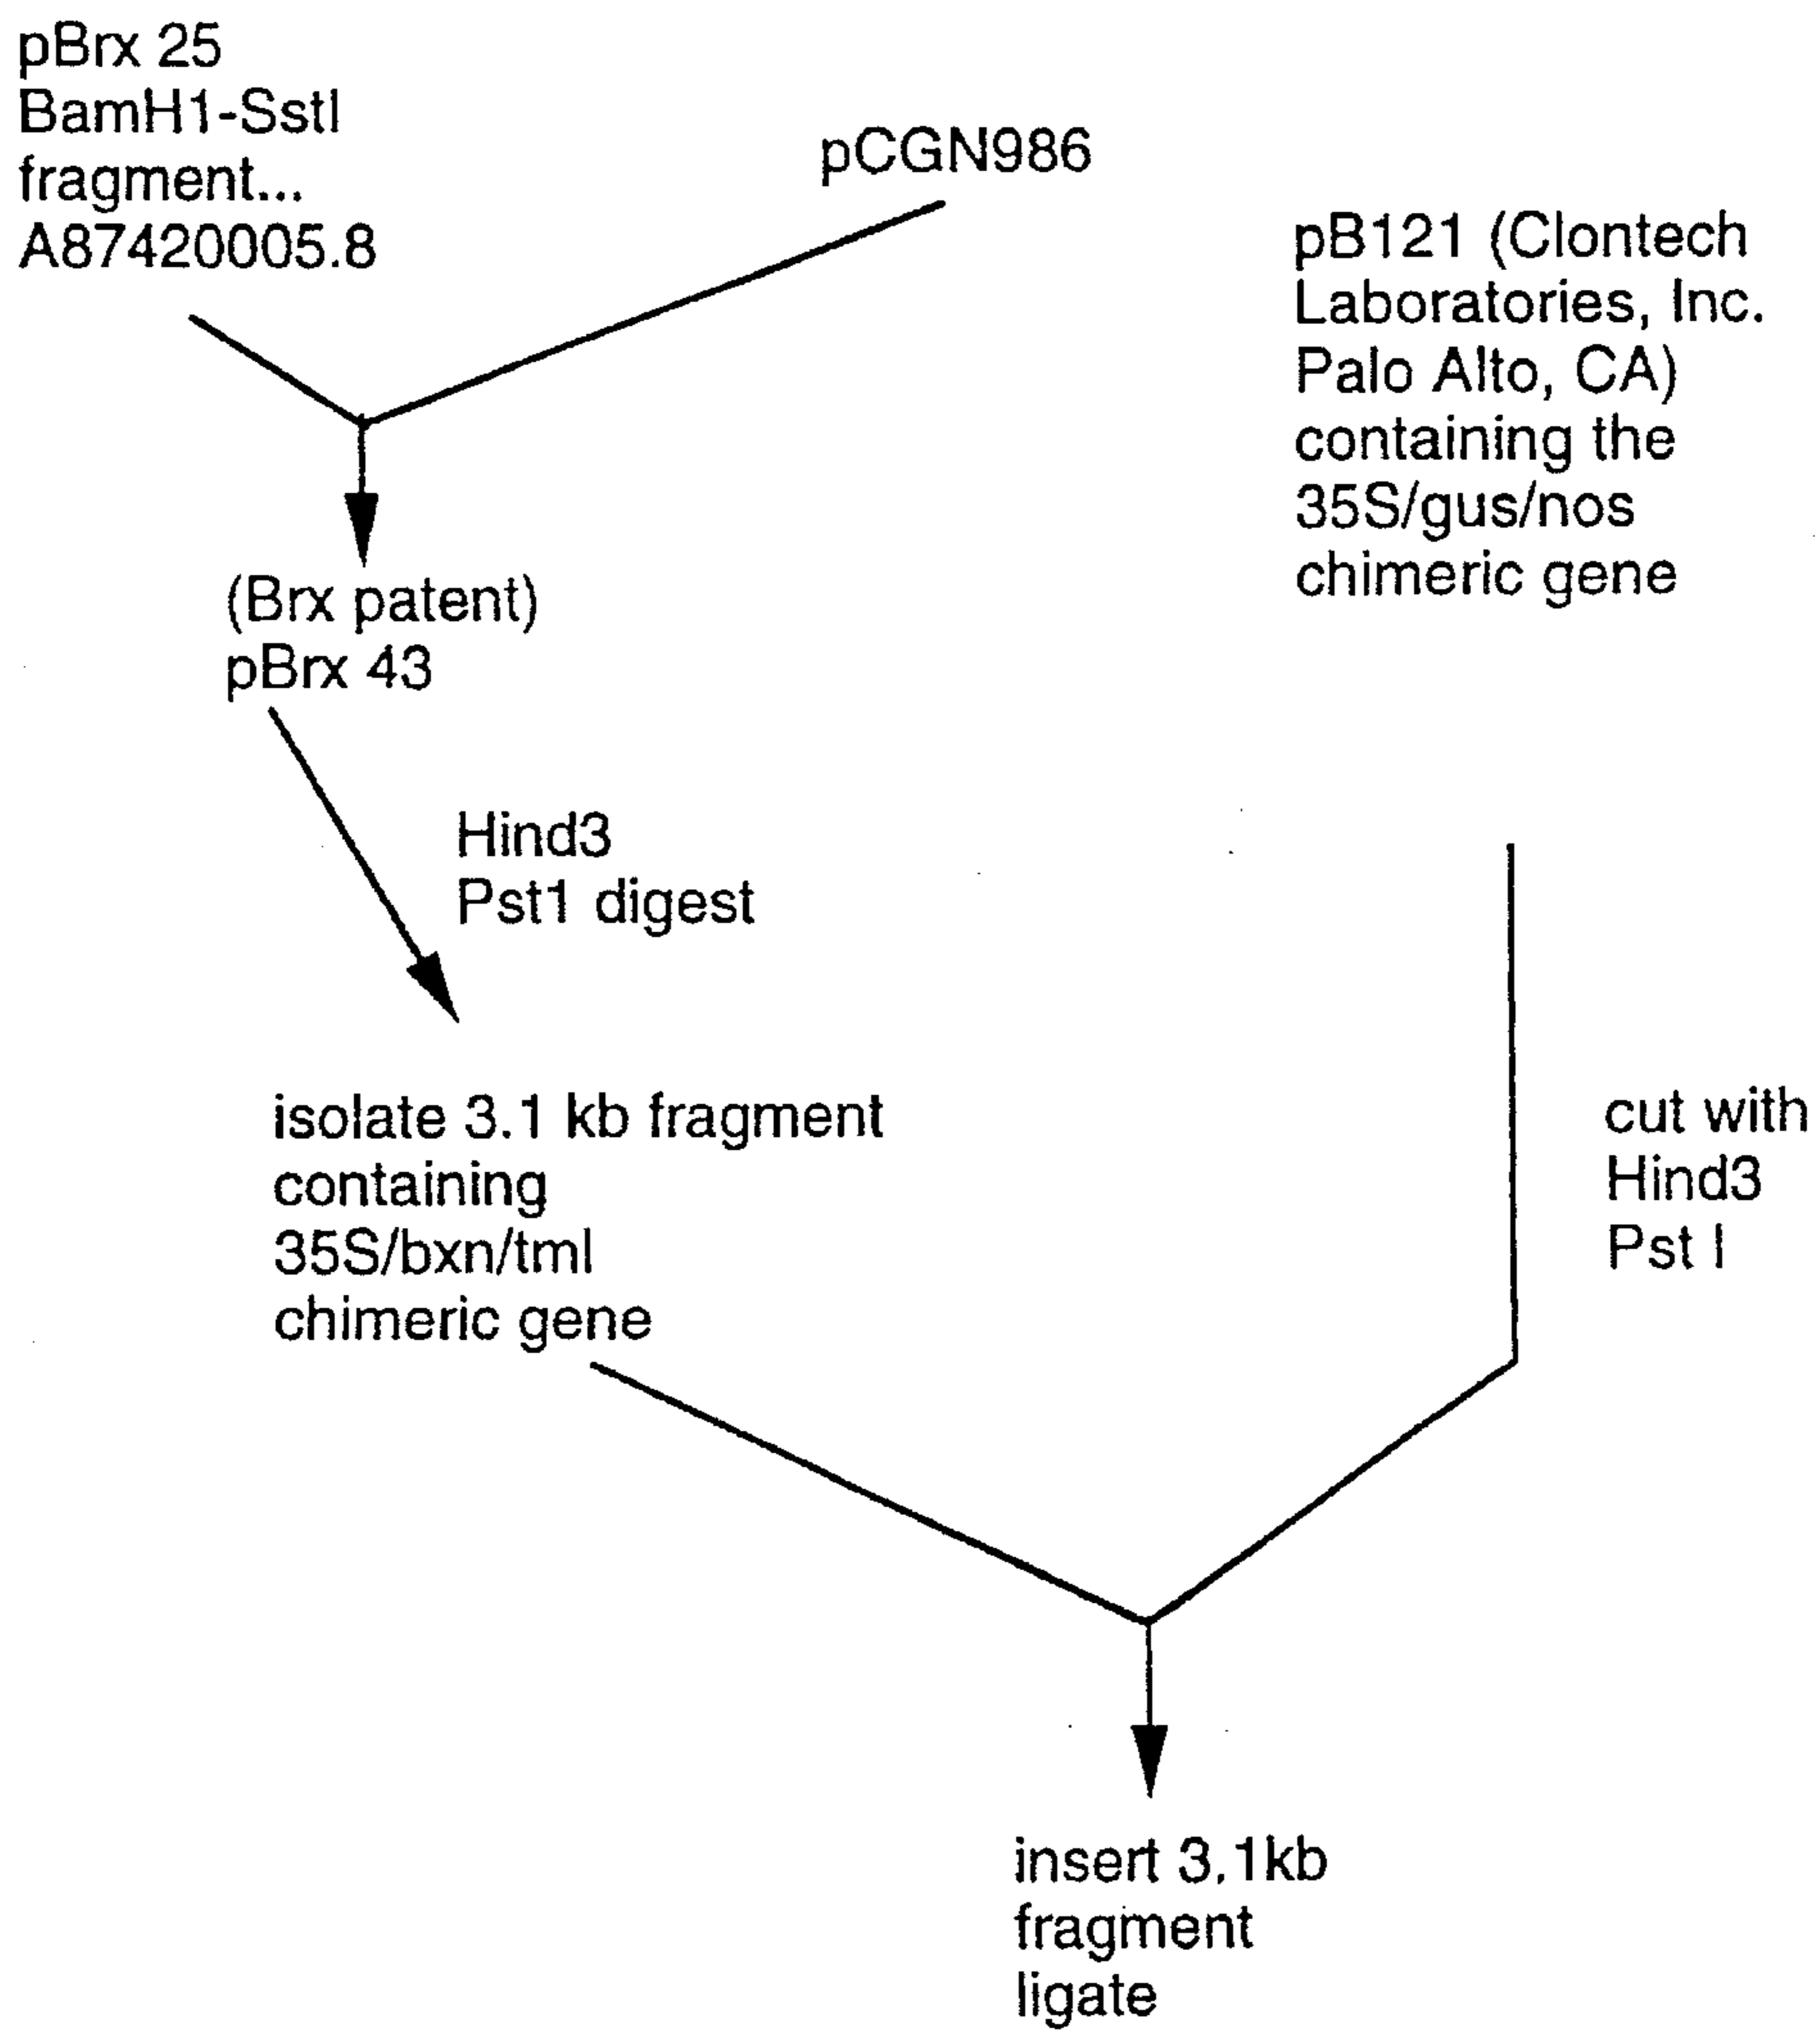 pBrx 25
BamH1-SstI
fragment...
A87420005.8
pCGN986
pB121 (Clontech
Laboratories, Inc.
Palo Alto, CA)
containing the
35S/gus/nos
chimeric gene
(Brx patent)
pBrx 43
Hind3
Pst1 digest
isolate 3.1 kb fragment
containing
35S/bxn/tml
chimeric gene
cut with
Hind3
Pst I
insert 3.1kb
fragment
ligate